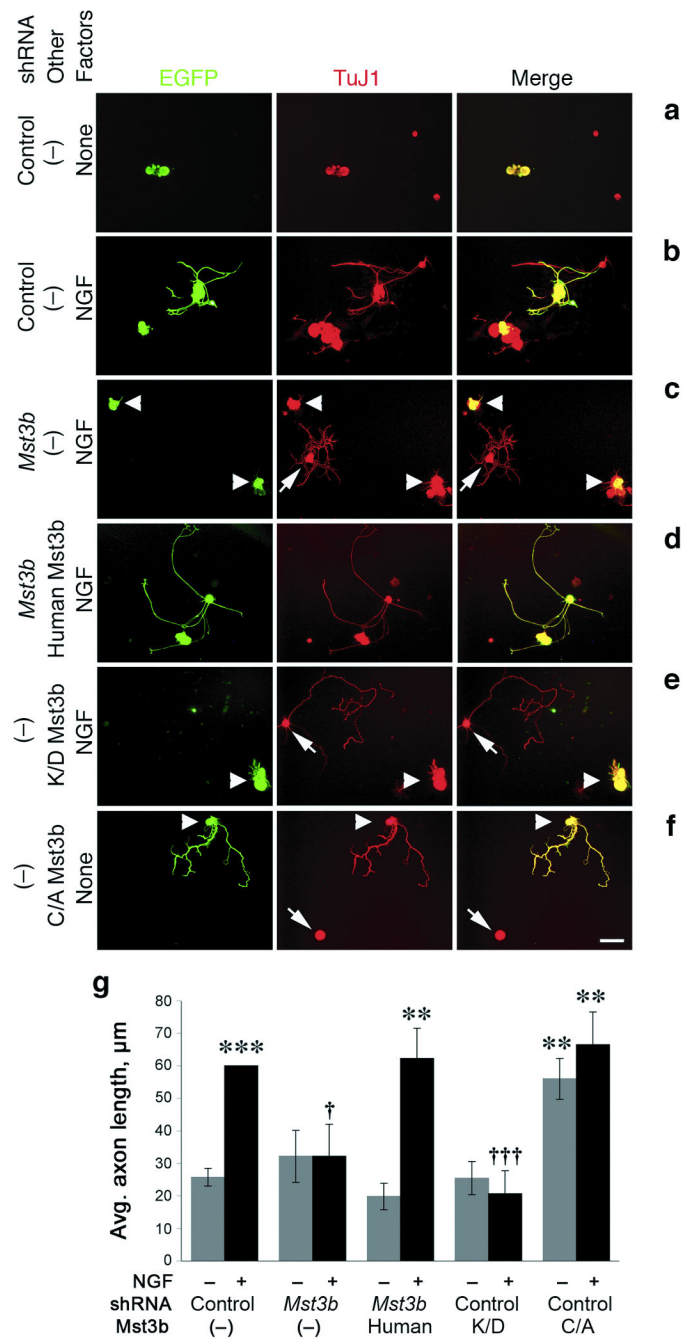 shRNA
Other
Factors
EGFP
TuJ1
Merge
Control
(–)
None
a
Control
(–)
NGF
b
Mst3b
(–)
NGF
c
Mst3b
Human Mst3b
NGF
d
(–)
K/D Mst3b
NGF
e
(–)
C/A Mst3b
None
f
g
Avg. axon length, μm
80
70
60
50
40
30
20
10
0
***
†
**
†††
**
**
NGF – + – + – + – + – +
shRNA Control Mst3b Mst3b Control Control
Mst3b (–) (–) Human K/D C/A